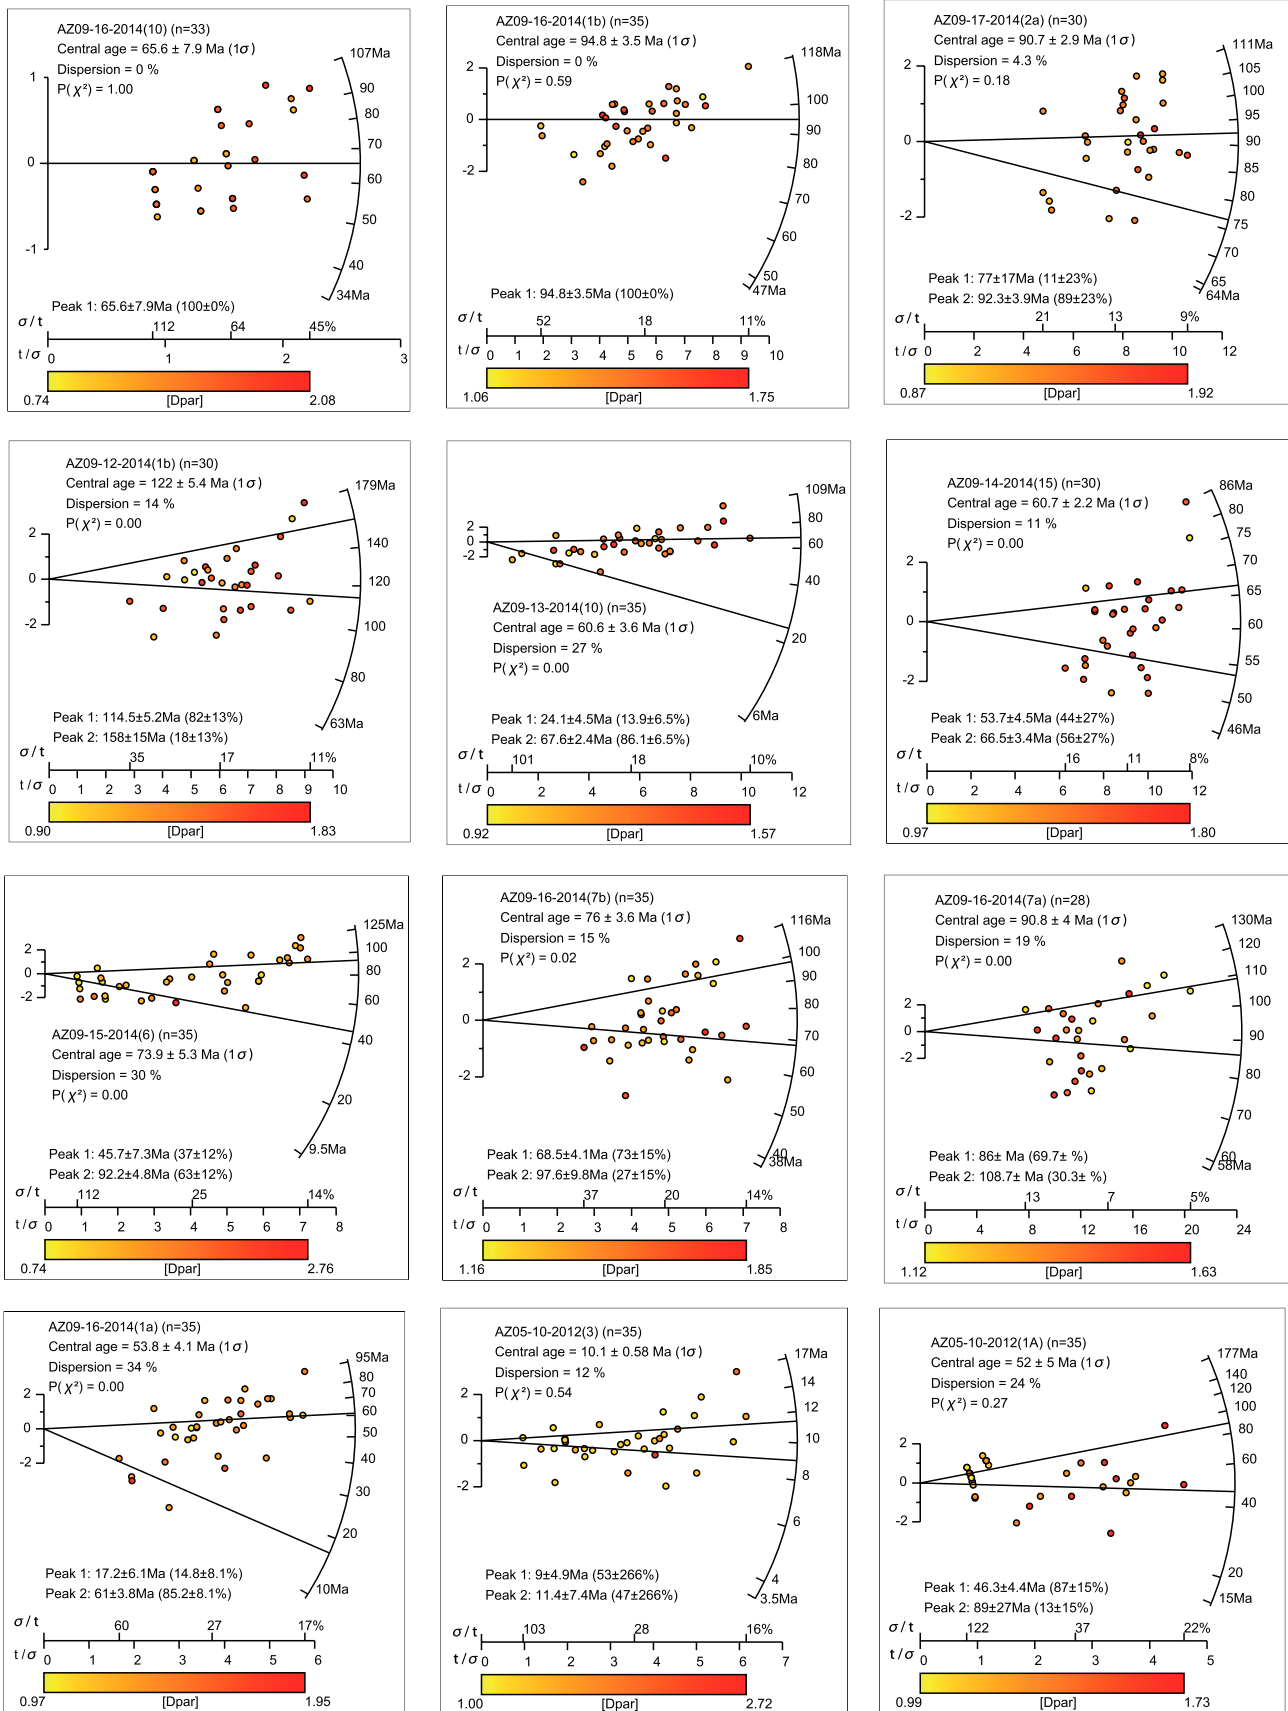 AZ09-16-2014(10) (n=33)
Central age = 65.6 ± 7.9 Ma (1σ)
Dispersion = 0 %
P(χ²) = 1.00
107Ma
90
80
70
60
50
40
34Ma
1
0
-1
Peak 1: 65.6±7.9Ma (100±0%)
σ/t
112 64 45%
t/σ
0 1 2 3
0.74 [Dpar] 2.08
AZ09-16-2014(1b) (n=35)
Central age = 94.8 ± 3.5 Ma (1σ)
Dispersion = 0 %
P(χ²) = 0.59
118Ma
100
90
80
70
60
50
47Ma
2
0
-2
Peak 1: 94.8±3.5Ma (100±0%)
σ/t
52 18 11%
t/σ
0 1 2 3 4 5 6 7 8 10
1.06 [Dpar] 1.75
AZ09-17-2014(2a) (n=30)
Central age = 90.7 ± 2.9 Ma (1σ)
Dispersion = 4.3 %
P(χ²) = 0.18
111Ma
105
100
95
90
85
80
75
70
65
64Ma
2
0
-2
Peak 1: 77±17Ma (11±23%)
Peak 2: 92.3±3.9Ma (89±23%)
σ/t
21 13 9%
t/σ
0 2 4 6 8 10 12
0.87 [Dpar] 1.92
AZ09-12-2014(1b) (n=30)
Central age = 122 ± 5.4 Ma (1σ)
Dispersion = 14 %
P(χ²) = 0.00
179Ma
140
120
100
80
63Ma
2
0
-2
Peak 1: 114.5±5.2Ma (82±13%)
Peak 2: 158±15Ma (18±13%)
σ/t
35 17 11%
t/σ
0 1 2 3 4 5 6 7 8 10
0.90 [Dpar] 1.83
109Ma
80
60
40
20
6Ma
2
0
-2
AZ09-13-2014(10) (n=35)
Central age = 60.6 ± 3.6 Ma (1σ)
Dispersion = 27 %
P(χ²) = 0.00
Peak 1: 24.1±4.5Ma (13.9±6.5%)
Peak 2: 67.6±2.4Ma (86.1±6.5%)
σ/t
101 18 10%
t/σ
0 2 4 6 8 10 12
0.92 [Dpar] 1.57
AZ09-14-2014(15) (n=30)
Central age = 60.7 ± 2.2 Ma (1σ)
Dispersion = 11 %
P(χ²) = 0.00
86Ma
80
75
70
65
60
55
50
46Ma
2
0
-2
Peak 1: 53.7±4.5Ma (44±27%)
Peak 2: 66.5±3.4Ma (56±27%)
σ/t
16 11 8%
t/σ
0 2 4 6 8 10 12
0.97 [Dpar] 1.80
125Ma
100
80
60
40
20
9.5Ma
2
0
-2
AZ09-15-2014(6) (n=35)
Central age = 73.9 ± 5.3 Ma (1σ)
Dispersion = 30 %
P(χ²) = 0.00
Peak 1: 45.7±7.3Ma (37±12%)
Peak 2: 92.2±4.8Ma (63±12%)
σ/t
112 25 14%
t/σ
0 1 2 3 4 5 6 7 8
0.74 [Dpar] 2.76
AZ09-16-2014(7b) (n=35)
Central age = 76 ± 3.6 Ma (1σ)
Dispersion = 15 %
P(χ²) = 0.02
116Ma
100
90
80
70
60
50
40
38Ma
2
0
-2
Peak 1: 68.5±4.1Ma (73±15%)
Peak 2: 97.6±9.8Ma (27±15%)
σ/t
37 20 14%
t/σ
0 1 2 3 4 5 6 7 8
1.16 [Dpar] 1.85
AZ09-16-2014(7a) (n=28)
Central age = 90.8 ± 4 Ma (1σ)
Dispersion = 19 %
P(χ²) = 0.00
130Ma
120
110
100
90
80
70
60
58Ma
2
0
-2
Peak 1: 86± Ma (69.7± %)
Peak 2: 108.7± Ma (30.3± %)
σ/t
13 7 5%
t/σ
0 4 8 12 16 20 24
1.12 [Dpar] 1.63
AZ09-16-2014(1a) (n=35)
Central age = 53.8 ± 4.1 Ma (1σ)
Dispersion = 34 %
P(χ²) = 0.00
95Ma
80
70
60
50
40
30
20
10Ma
2
0
-2
Peak 1: 17.2±6.1Ma (14.8±8.1%)
Peak 2: 61±3.8Ma (85.2±8.1%)
σ/t
60 27 17%
t/σ
0 1 2 3 4 5 6
0.97 [Dpar] 1.95
AZ05-10-2012(3) (n=35)
Central age = 10.1 ± 0.58 Ma (1σ)
Dispersion = 12 %
P(χ²) = 0.54
17Ma
14
12
10
8
6
4
3.5Ma
2
0
-2
Peak 1: 9±4.9Ma (53±266%)
Peak 2: 11.4±7.4Ma (47±266%)
σ/t
103 28 16%
t/σ
0 1 2 3 4 5 6 7
1.00 [Dpar] 2.72
AZ05-10-2012(1A) (n=35)
Central age = 52 ± 5 Ma (1σ)
Dispersion = 24 %
P(χ²) = 0.27
177Ma
140
120
100
80
60
40
20
15Ma
2
0
-2
Peak 1: 46.3±4.4Ma (87±15%)
Peak 2: 89±27Ma (13±15%)
σ/t
122 37 22%
t/σ
0 1 2 3 4 5
0.99 [Dpar] 1.73